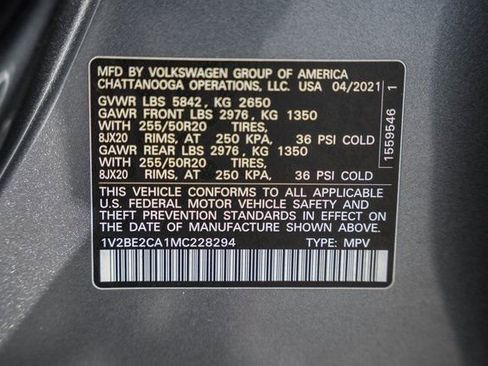 MFD BY VOLKSWAGEN GROUP OF AMERICA
CHATTANOOGA OPERATIONS, LLC. USA 04/2021
GVWR LBS 5842, KG 2650
GAWR FRONT LBS 2976, KG 1350
WITH 255/50R20 TIRES,
8JX20 RIMS, AT 250 KPA, 36 PSI COLD
GAWR REAR LBS 2976, KG 1350
WITH 255/50R20 TIRES,
8JX20 RIMS, AT 250 KPA, 36 PSI COLD
THIS VEHICLE CONFORMS TO ALL APPLICABLE
U.S. FEDERAL MOTOR VEHICLE SAFETY AND
THEFT PREVENTION STANDARDS IN EFFECT ON
THE DATE OF MANUFACTURE SHOWN ABOVE.
1V2BE2CA1MC228294 TYPE: MPV
1559546 1